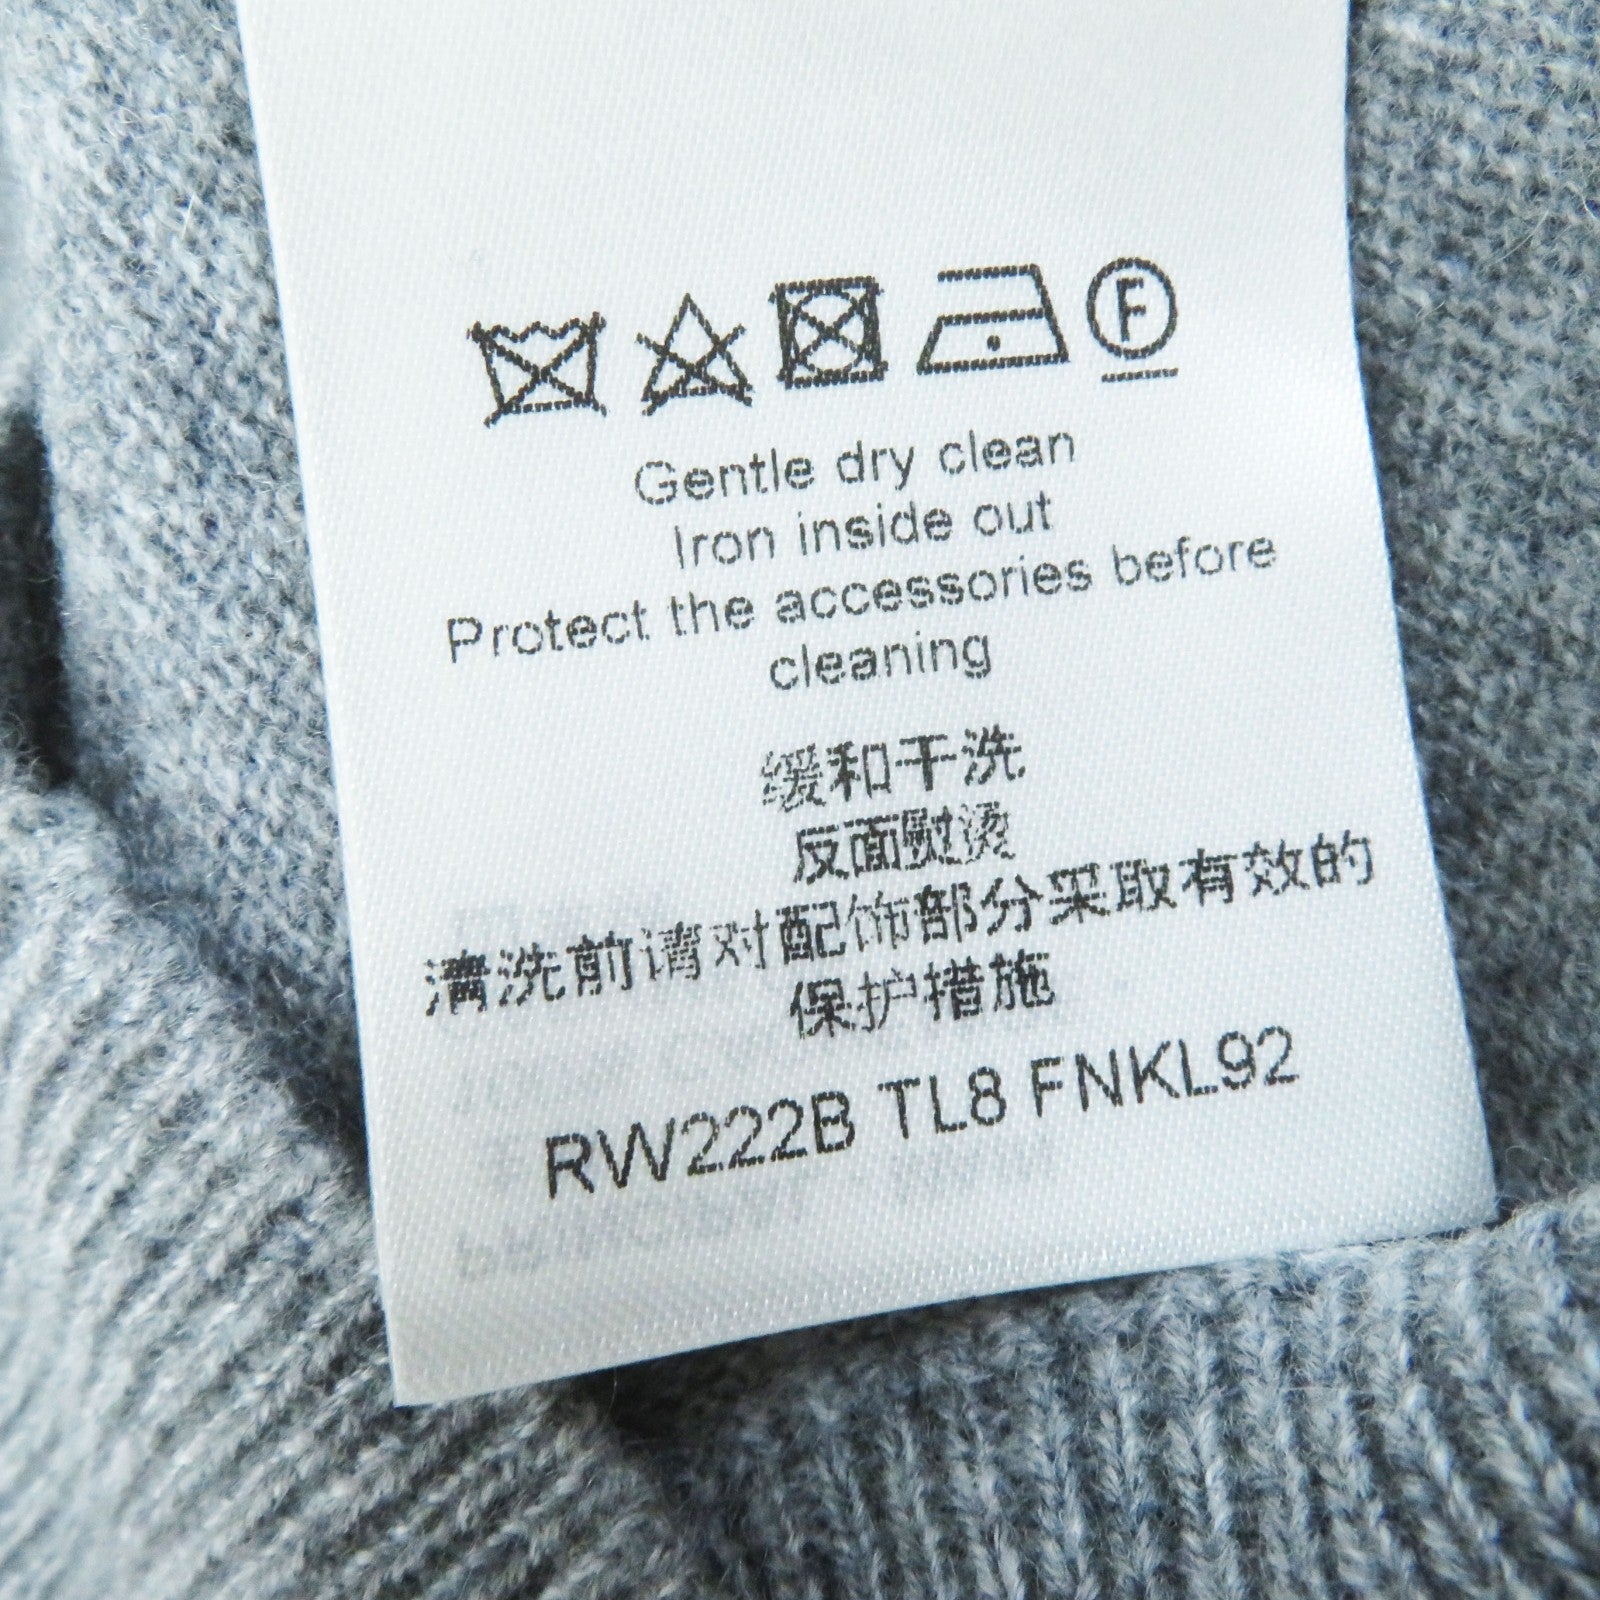 F
Gentle dry clean
Iron inside out
Protect the accessories before
cleaning
缓和干洗
反面熨烫
清洗前请对配饰部分采取有效的
保护措施
RW222B TL8 FNKL92